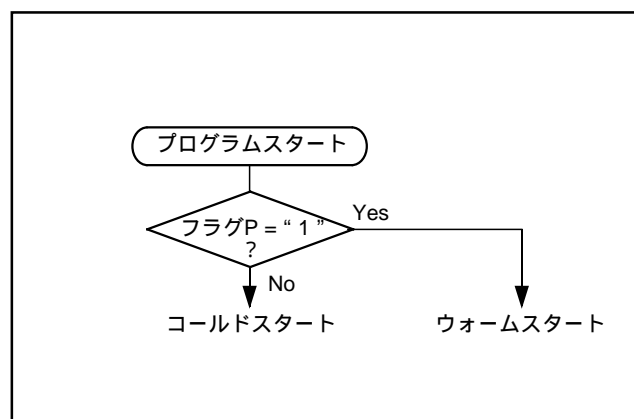 プログラムスタート
フラグP = “ 1 ”
?
Yes
No
コールドスタート
ウォームスタート